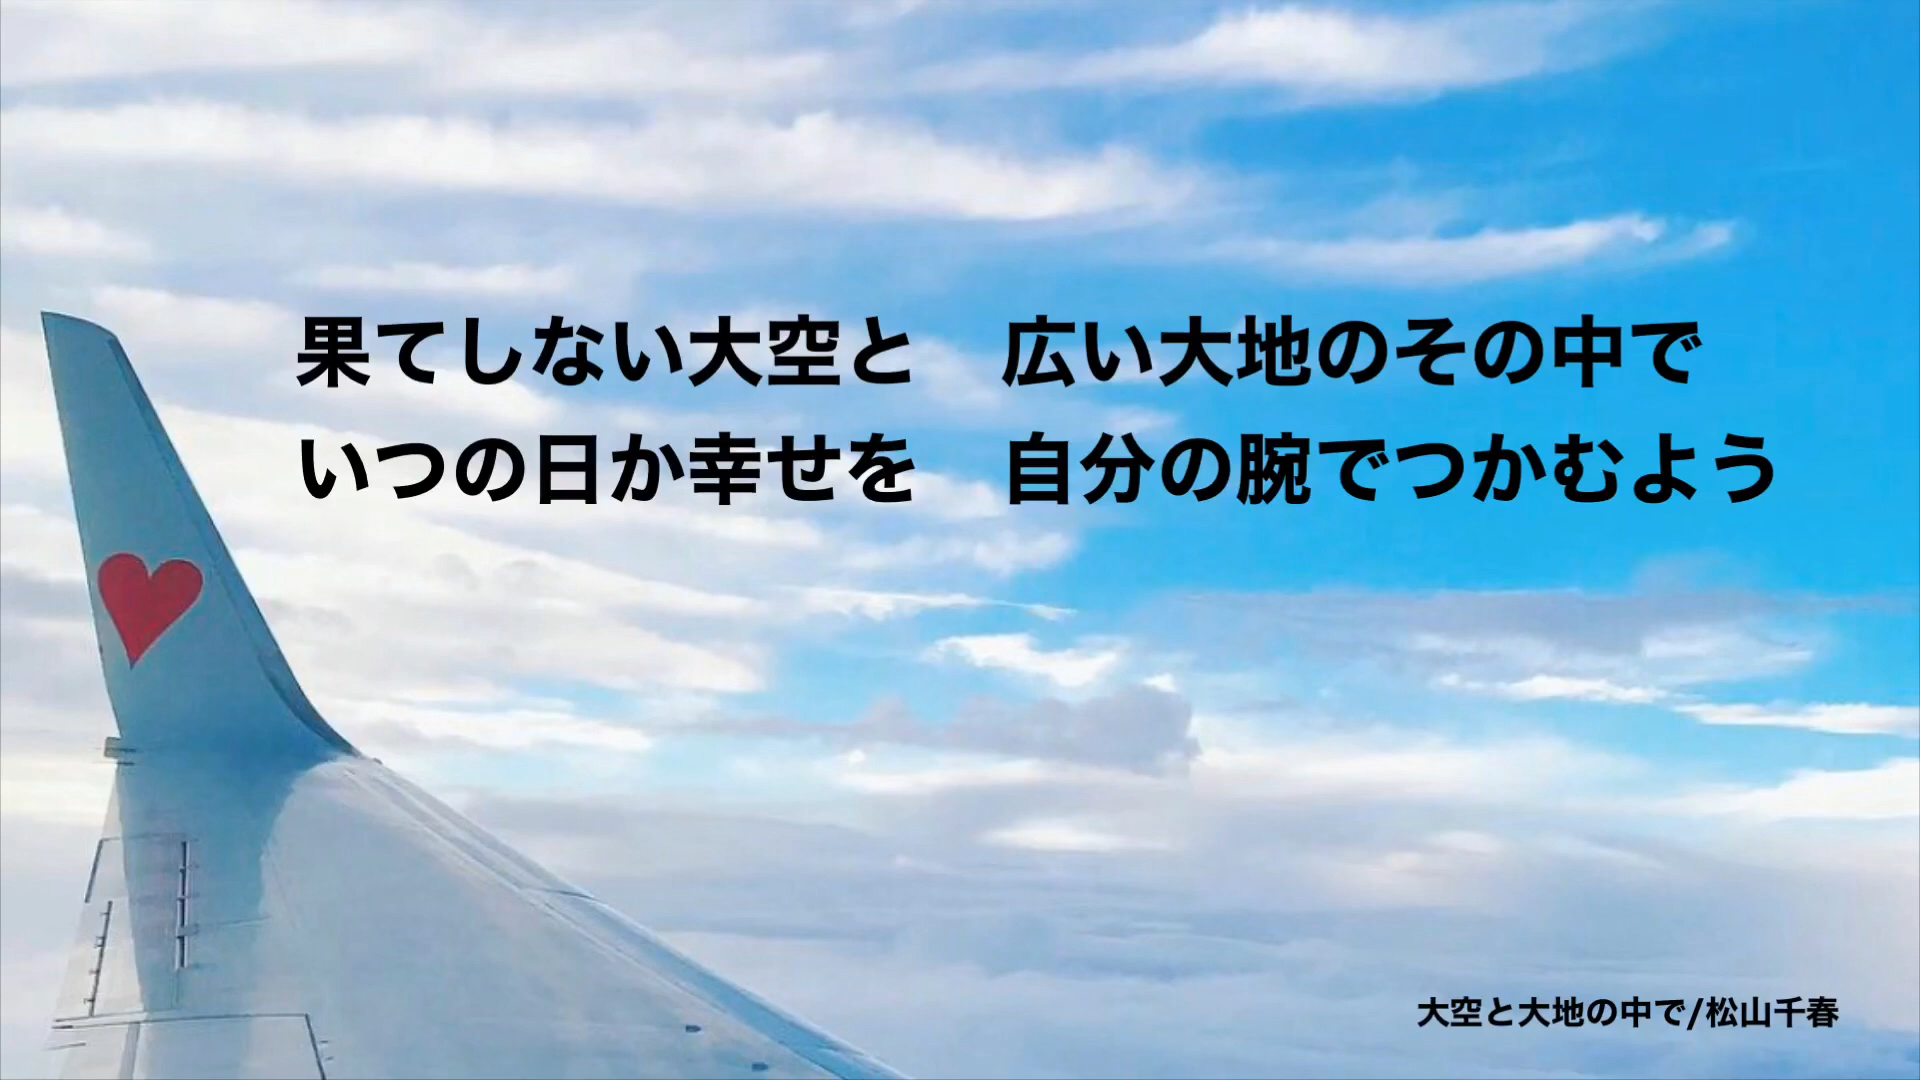 果てしない大空と　広い大地のその中で
いつの日か幸せを　自分の腕でつかむよう
大空と大地の中で/松山千春